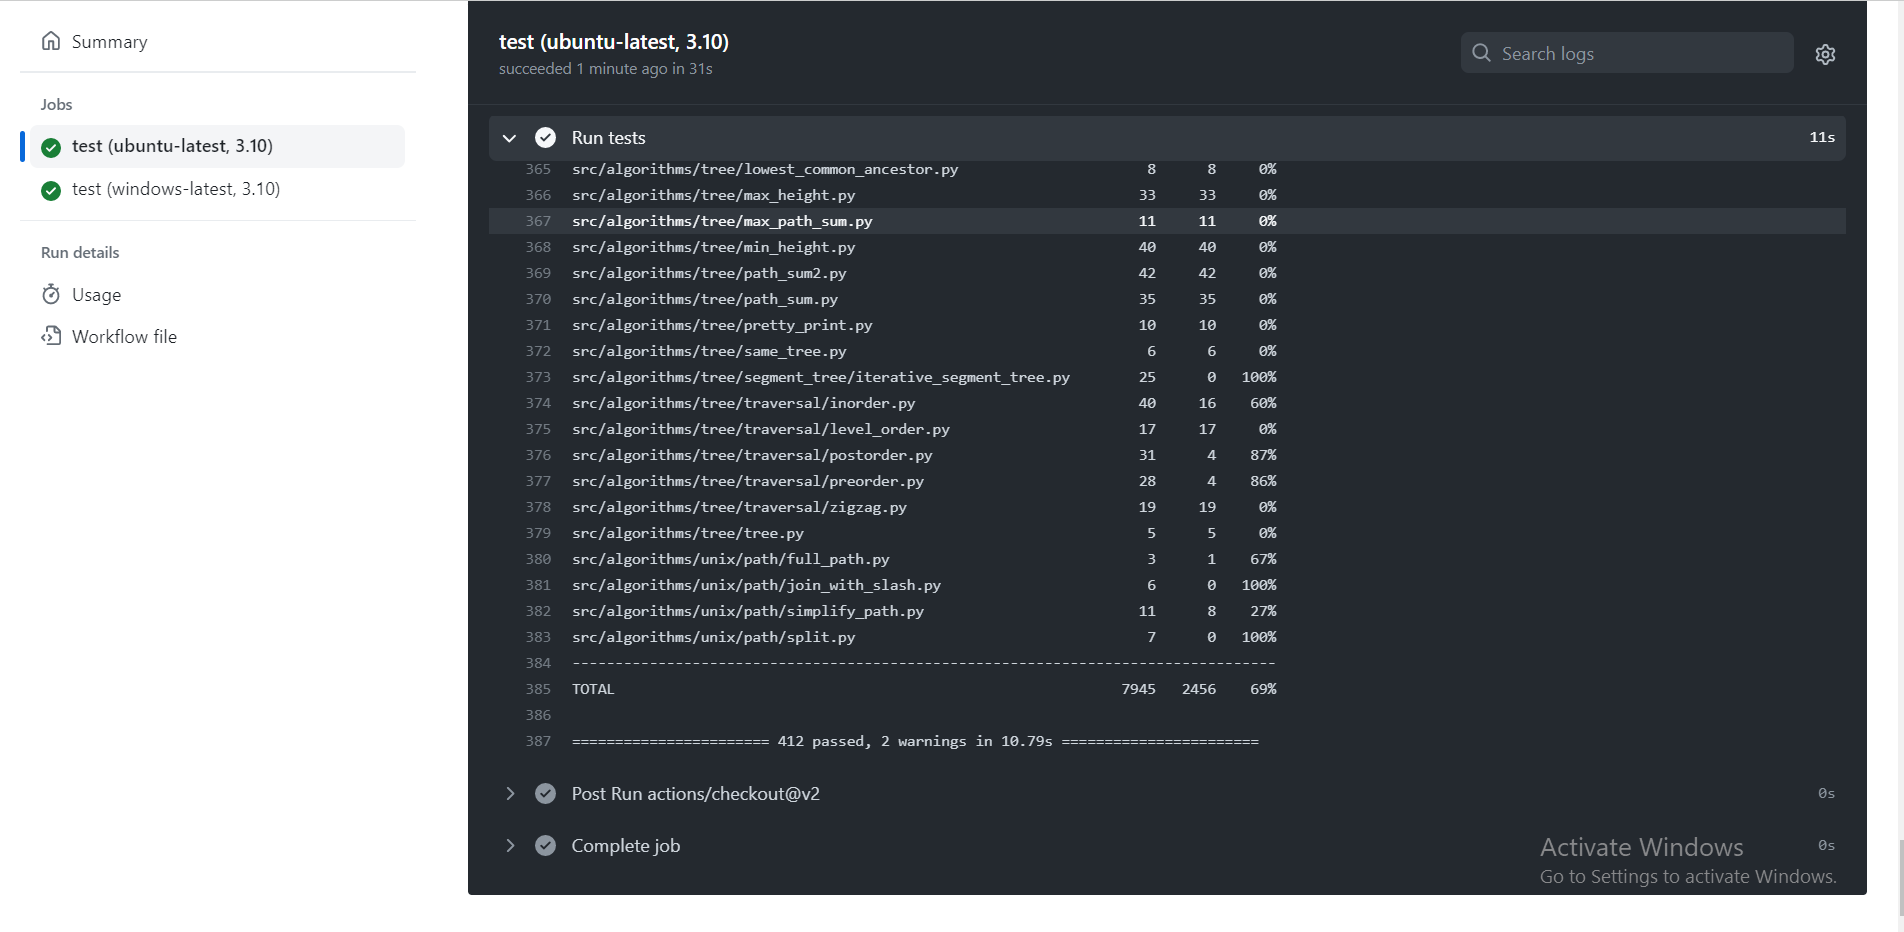 Summary
Jobs
test (ubuntu-latest, 3.10)
test (windows-latest, 3.10)
Run details
Usage
Workflow file
test (ubuntu-latest, 3.10)
succeeded 1 minute ago in 31s
Search logs
Run tests 11s
365 src/algorithms/tree/lowest_common_ancestor.py 8 8 0%
366 src/algorithms/tree/max_height.py 33 33 0%
367 src/algorithms/tree/max_path_sum.py 11 11 0%
368 src/algorithms/tree/min_height.py 40 40 0%
369 src/algorithms/tree/path_sum2.py 42 42 0%
370 src/algorithms/tree/path_sum.py 35 35 0%
371 src/algorithms/tree/pretty_print.py 10 10 0%
372 src/algorithms/tree/same_tree.py 6 6 0%
373 src/algorithms/tree/segment_tree/iterative_segment_tree.py 25 0 100%
374 src/algorithms/tree/traversal/inorder.py 40 16 60%
375 src/algorithms/tree/traversal/level_order.py 17 17 0%
376 src/algorithms/tree/traversal/postorder.py 31 4 87%
377 src/algorithms/tree/traversal/preorder.py 28 4 86%
378 src/algorithms/tree/traversal/zigzag.py 19 19 0%
379 src/algorithms/tree/tree.py 5 5 0%
380 src/algorithms/unix/path/full_path.py 3 1 67%
381 src/algorithms/unix/path/join_with_slash.py 6 0 100%
382 src/algorithms/unix/path/simplify_path.py 11 8 27%
383 src/algorithms/unix/path/split.py 7 0 100%
384 ----------------------------------------------------------------------------------
385 TOTAL 7945 2456 69%
386
387 ======================= 412 passed, 2 warnings in 10.79s =======================
Post Run actions/checkout@v2 0s
Complete job 0s
Activate Windows
Go to Settings to activate Windows.